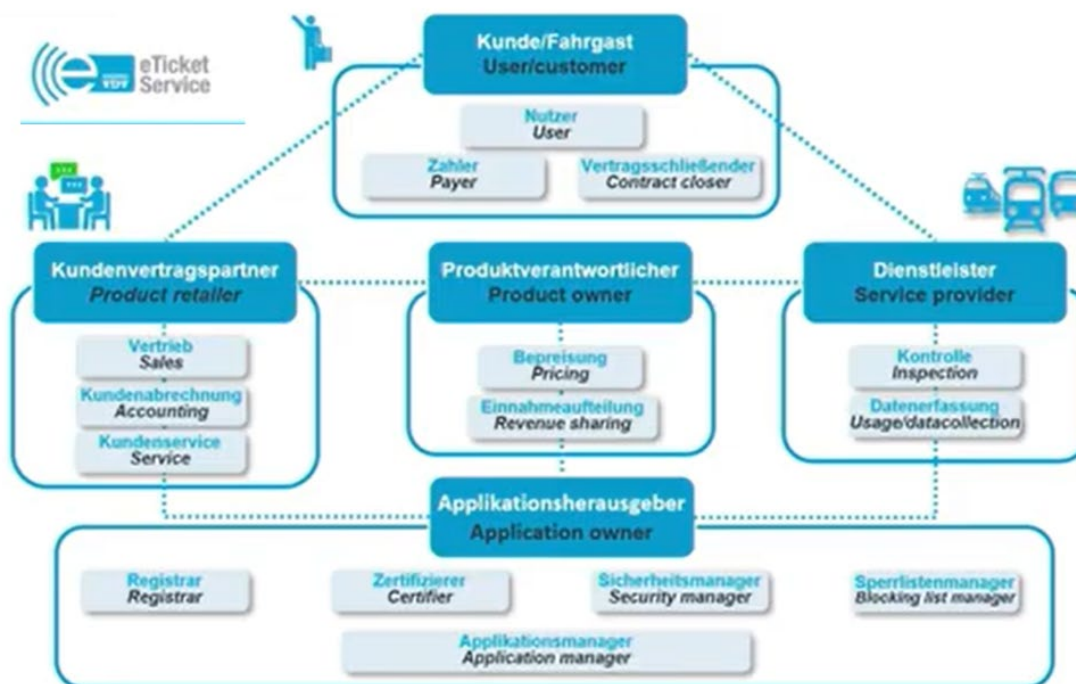 eTicket
Service
Kunde/Fahrgast
User/customer
Nutzer
User
Zahler
Payer
Vertragsschließender
Contract closer
Kundenvertragspartner
Product retailer
Produktverantwortlicher
Product owner
Dienstleister
Service provider
Vertrieb
Sales
Kundenabrechnung
Accounting
Kundenservice
Service
Bepreisung
Pricing
Einnahmeaufteilung
Revenue sharing
Kontrolle
Inspection
Datenerfassung
Usage/datacollection
Applikationsherausgeber
Application owner
Registrar
Registrar
Zertifizierer
Certifier
Sicherheitsmanager
Security manager
Sperrlistenmanager
Blocking list manager
Applikationsmanager
Application manager